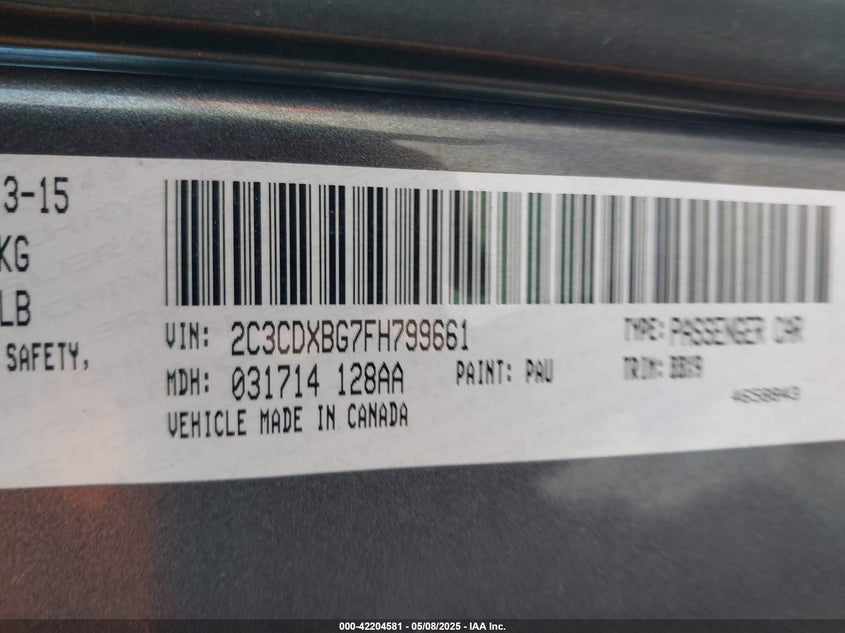 3-15
KG
LB
SAFETY,
VIN: 2C3CDXBG7FH799661
TYPE: PASSENGER CAR
MDH: 031714 128AA
PAINT: PAU
TRIM: BBX9
4658043
VEHICLE MADE IN CANADA
000-42204581 / 05/08/2025 - IAA Inc.